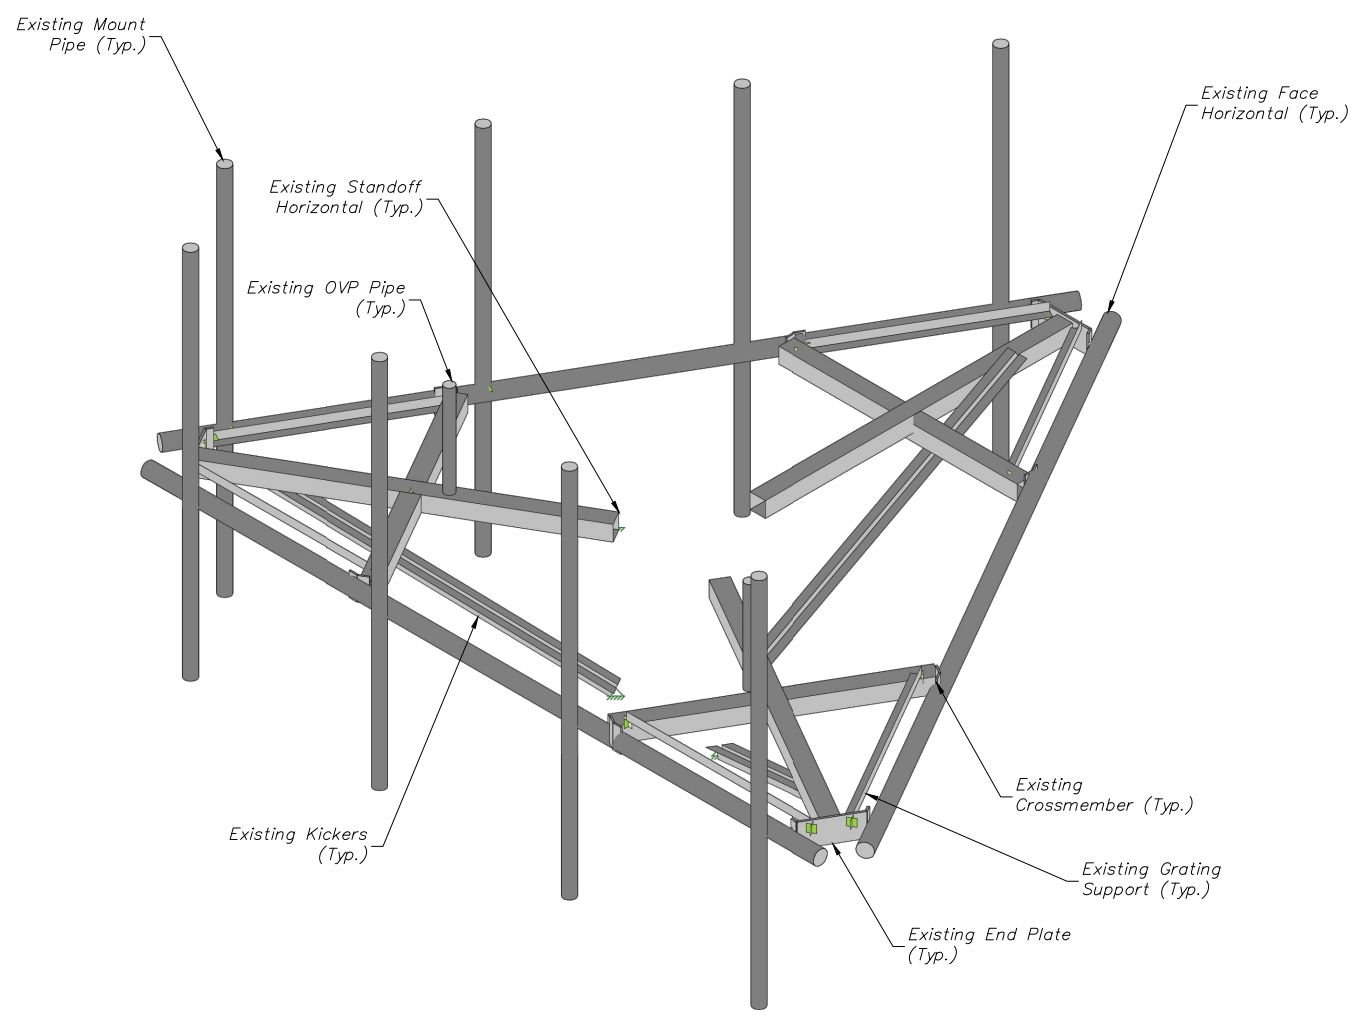 Existing Mount
Pipe (Typ.)
Existing Face
Horizontal (Typ.)
Existing Standoff
Horizontal (Typ.)
Existing OVP Pipe
(Typ.)
Existing
Crossmember (Typ.)
Existing Kickers
(Typ.)
Existing Grating
Support (Typ.)
Existing End Plate
(Typ.)